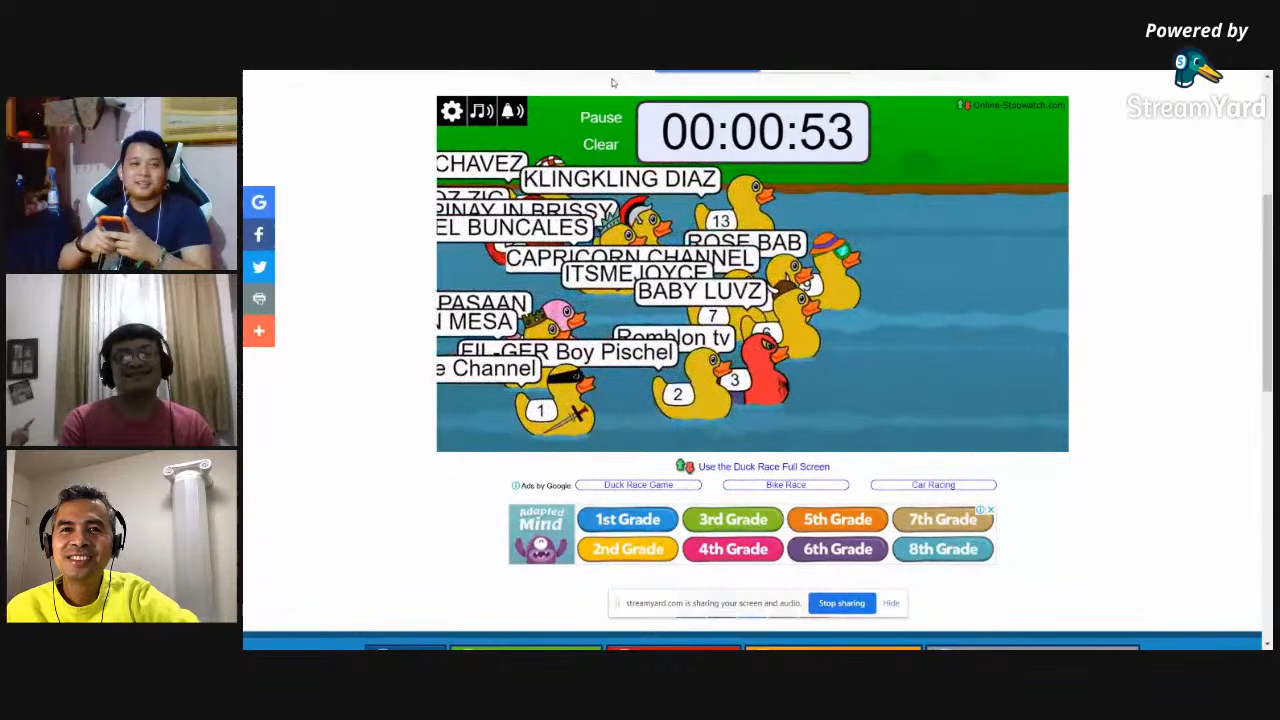 Powered by
StreamYard
Pause
Clear
00:00:53
Online-Stopwatch.com
CHAVEZ
KLINGKLING DIAZ
PINAY IN BRISSY
EL BUNCALES
13
ROSE BAB
CAPRICORN CHANNEL
ITSMEJOYCE
BABY LUVZ
9
7
6
PASAAN
N MESA
Romblon tv
FIL-GER Boy Pischel
e Channel
3
2
1
Use the Duck Race Full Screen
Ads by Google
Duck Race Game
Bike Race
Car Racing
Adapted
Mind
1st Grade
3rd Grade
5th Grade
7th Grade
2nd Grade
4th Grade
6th Grade
8th Grade
streamyard.com is sharing your screen and audio.
Stop sharing
Hide